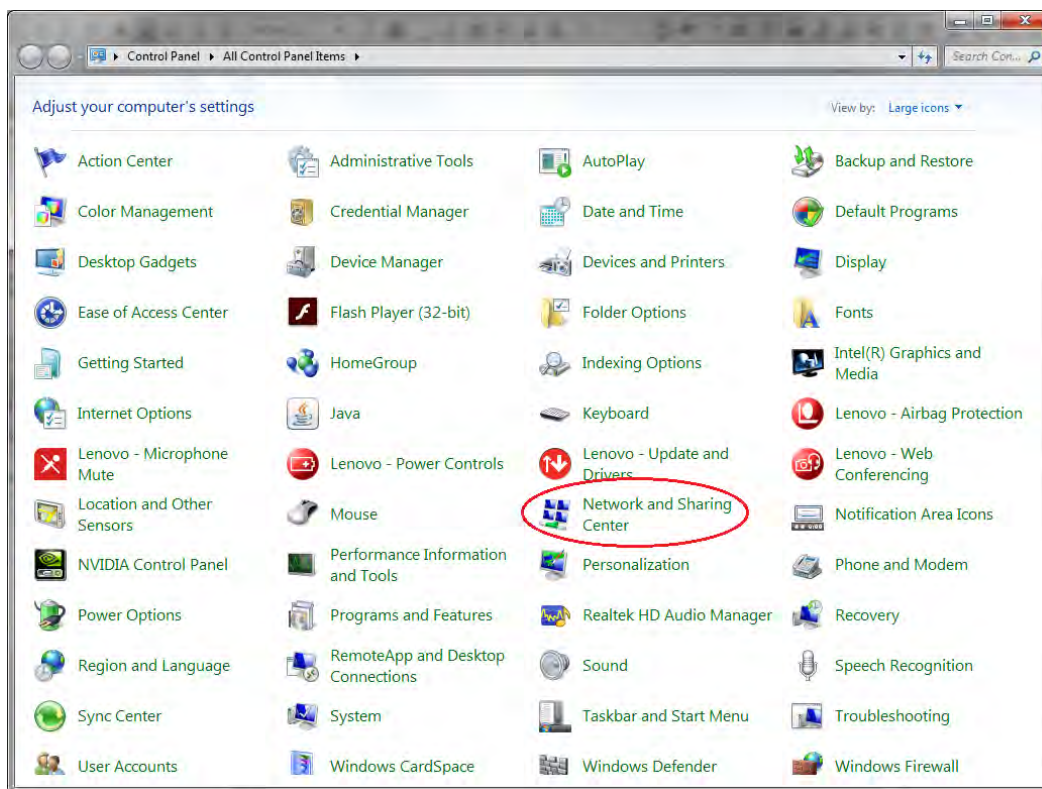 Control Panel ▸ All Control Panel Items ▸
Search Con...
Adjust your computer's settings
View by: Large icons
Action Center
Administrative Tools
AutoPlay
Backup and Restore
Color Management
Credential Manager
Date and Time
Default Programs
Desktop Gadgets
Device Manager
Devices and Printers
Display
Ease of Access Center
Flash Player (32-bit)
Folder Options
Fonts
Getting Started
HomeGroup
Indexing Options
Intel(R) Graphics and
Media
Internet Options
Java
Keyboard
Lenovo - Airbag Protection
Lenovo - Microphone
Mute
Lenovo - Power Controls
Lenovo - Update and
Drivers
Lenovo - Web
Conferencing
Location and Other
Sensors
Mouse
Network and Sharing
Center
Notification Area Icons
NVIDIA Control Panel
Performance Information
and Tools
Personalization
Phone and Modem
Power Options
Programs and Features
Realtek HD Audio Manager
Recovery
Region and Language
RemoteApp and Desktop
Connections
Sound
Speech Recognition
Sync Center
System
Taskbar and Start Menu
Troubleshooting
User Accounts
Windows CardSpace
Windows Defender
Windows Firewall